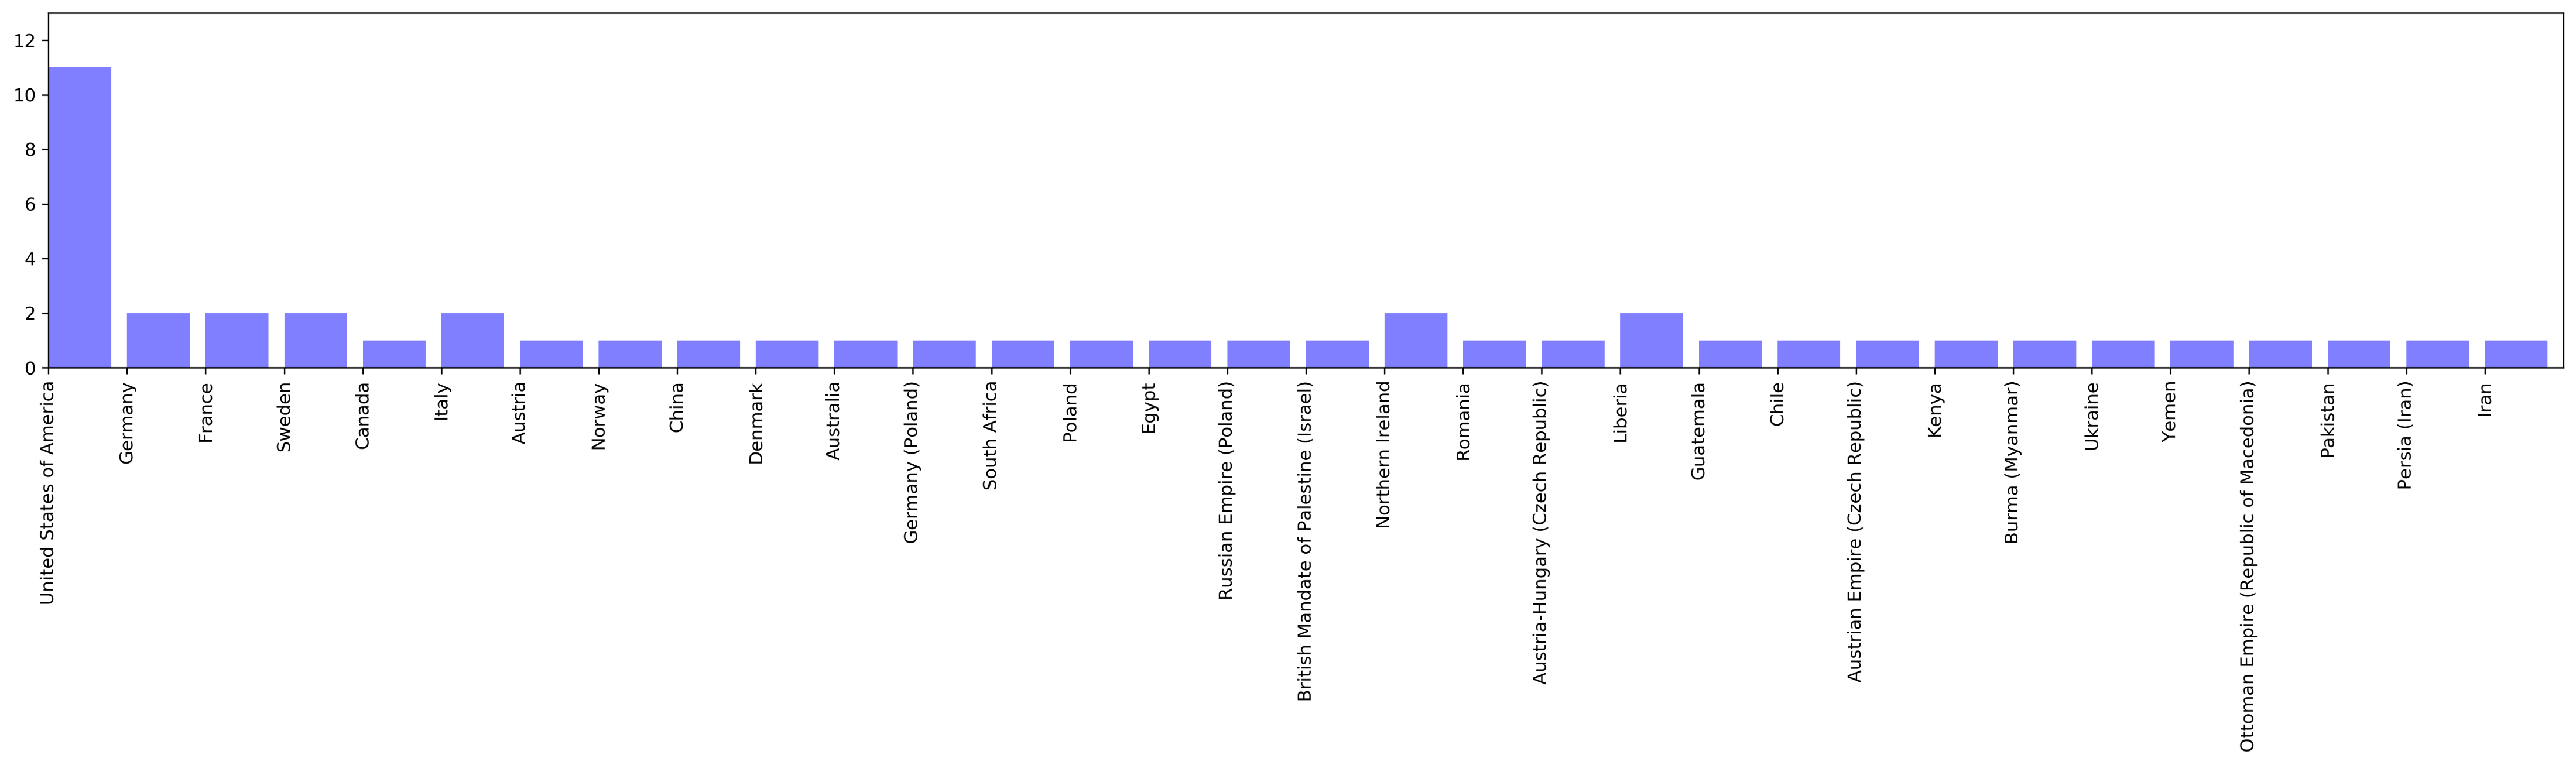 12
10
8
6
4
2
0
United States of America
Germany
France
Sweden
Canada
Italy
Austria
Norway
China
Denmark
Australia
Germany (Poland)
South Africa
Poland
Egypt
Russian Empire (Poland)
British Mandate of Palestine (Israel)
Northern Ireland
Romania
Austria-Hungary (Czech Republic)
Liberia
Guatemala
Chile
Austrian Empire (Czech Republic)
Kenya
Burma (Myanmar)
Ukraine
Yemen
Ottoman Empire (Republic of Macedonia)
Pakistan
Persia (Iran)
Iran